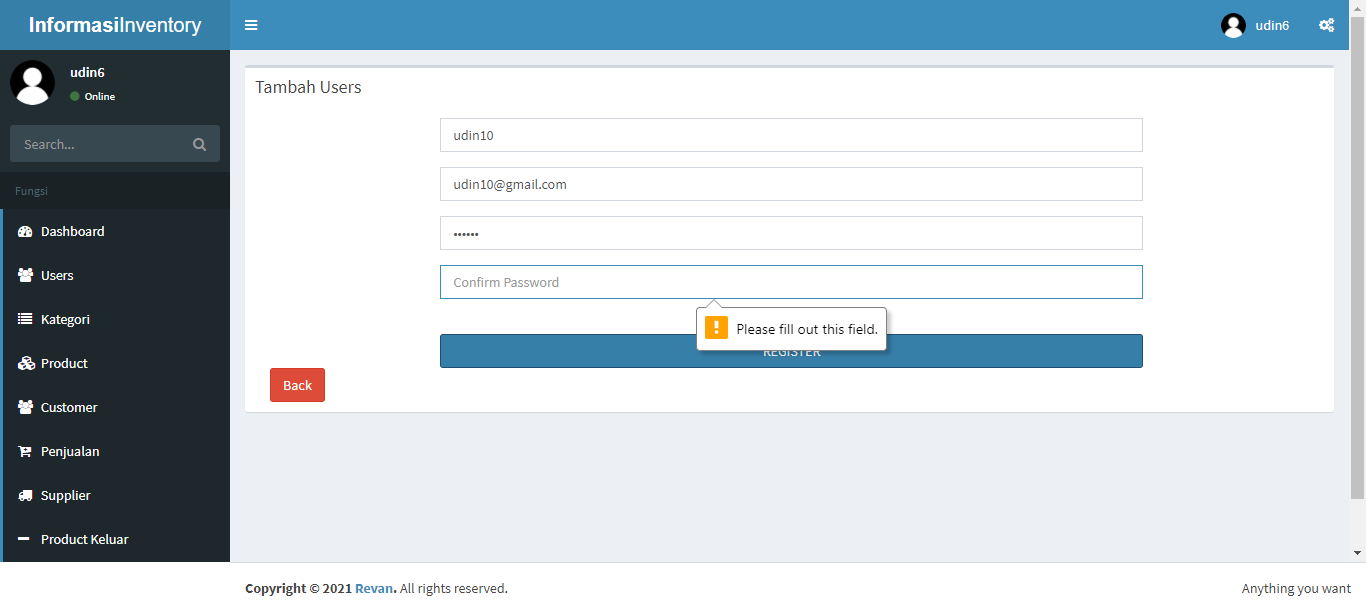 InformasiInventory
udin6
udin6
Online
Search...
Fungsi
Dashboard
Users
Kategori
Product
Customer
Penjualan
Supplier
Product Keluar
Tambah Users
udin10
udin10@gmail.com
••••••
Confirm Password
Please fill out this field.
REGISTER
Back
Copyright © 2021 Revan. All rights reserved.
Anything you want